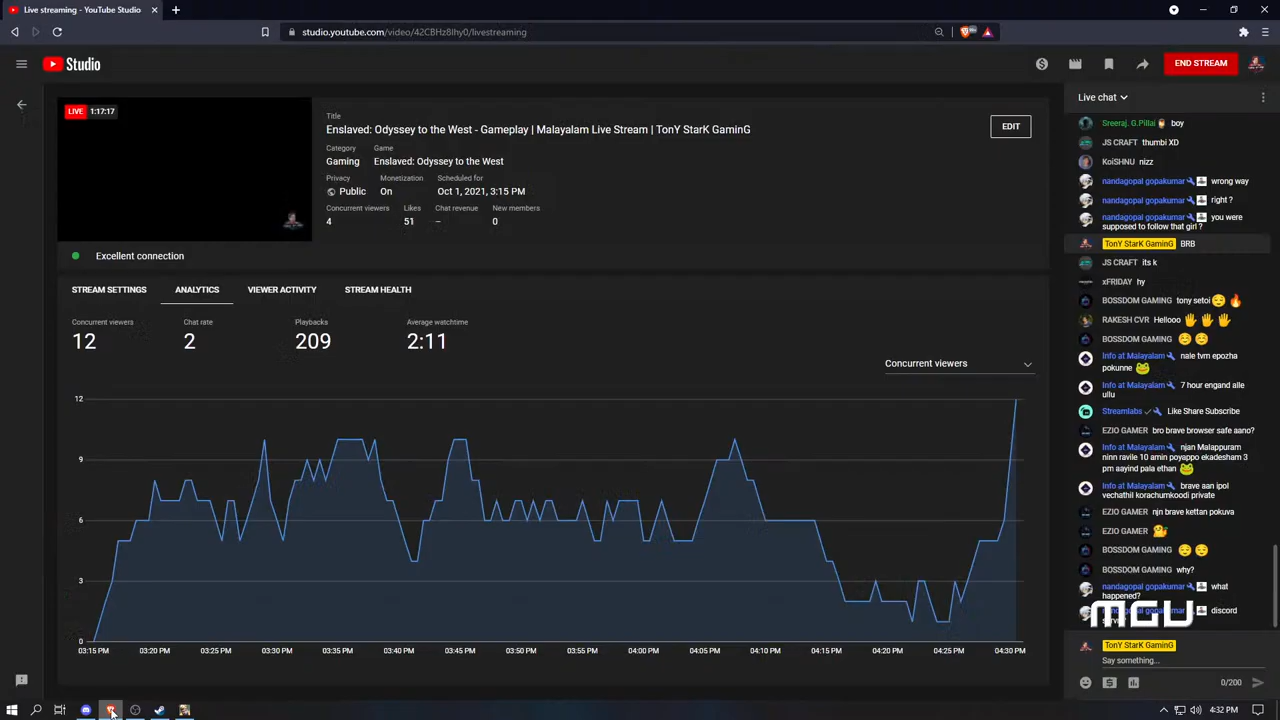 Live streaming - YouTube Studio
studio.youtube.com/video/42CBHz8Ihy0/livestreaming
99+
Studio
END STREAM
LIVE 1:17:17
Title
Enslaved: Odyssey to the West - Gameplay | Malayalam Live Stream | TonY StarK GaminG
EDIT
Category Game
Gaming Enslaved: Odyssey to the West
Privacy Monetization Scheduled for
Public On Oct 1, 2021, 3:15 PM
Concurrent viewers Likes Chat revenue New members
4 51 – 0
Excellent connection
STREAM SETTINGS ANALYTICS VIEWER ACTIVITY STREAM HEALTH
Concurrent viewers Chat rate Playbacks Average watchtime
12 2 209 2:11
Concurrent viewers
12
9
6
3
0
03:15 PM 03:20 PM 03:25 PM 03:30 PM 03:35 PM 03:40 PM 03:45 PM 03:50 PM 03:55 PM 04:00 PM 04:05 PM 04:10 PM 04:15 PM 04:20 PM 04:25 PM 04:30 PM
Live chat
Sreeraj. G.Pillai boy
JS CRAFT thumbi XD
KoiSHNU nizz
nandagopal gopakumar wrong way
nandagopal gopakumar right ?
nandagopal gopakumar you were
supposed to follow that girl ?
TonY StarK GaminG BRB
JS CRAFT its k
xFRIDAY hy
BOSSDOM GAMING tony setoi
RAKESH CVR Hellooo
BOSSDOM GAMING
Info at Malayalam nale tvm epozha
pokunne
Info at Malayalam 7 hour engand alle
ullu
Streamlabs Like Share Subscribe
EZIO GAMER bro brave browser safe aano?
Info at Malayalam njan Malappuram
ninn ravile 10 amin poyappo ekadesham 3
pm aayind pala ethan
Info at Malayalam brave aan ipol
vechathil korachumkoodi private
EZIO GAMER njn brave kettan pokuva
EZIO GAMER
BOSSDOM GAMING
BOSSDOM GAMING why?
nandagopal gopakumar what
happened?
discord
MGU
TonY StarK GaminG
Say something...
0/200
4:32 PM